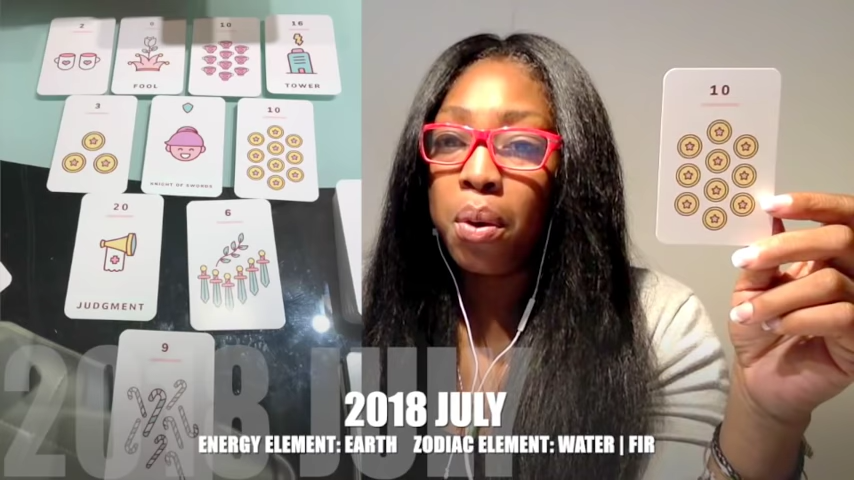 2
6
10
16
FOOL
TOWER
3
10
KNIGHT OF SWORDS
20
6
JUDGMENT
9
10
2018 JULY
2018 JULY
ENERGY ELEMENT: EARTH ZODIAC ELEMENT: WATER | FIR